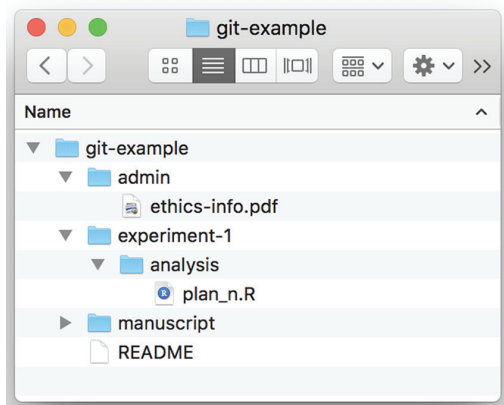 git-example
Name
git-example
admin
ethics-info.pdf
experiment-1
analysis
plan_n.R
manuscript
README